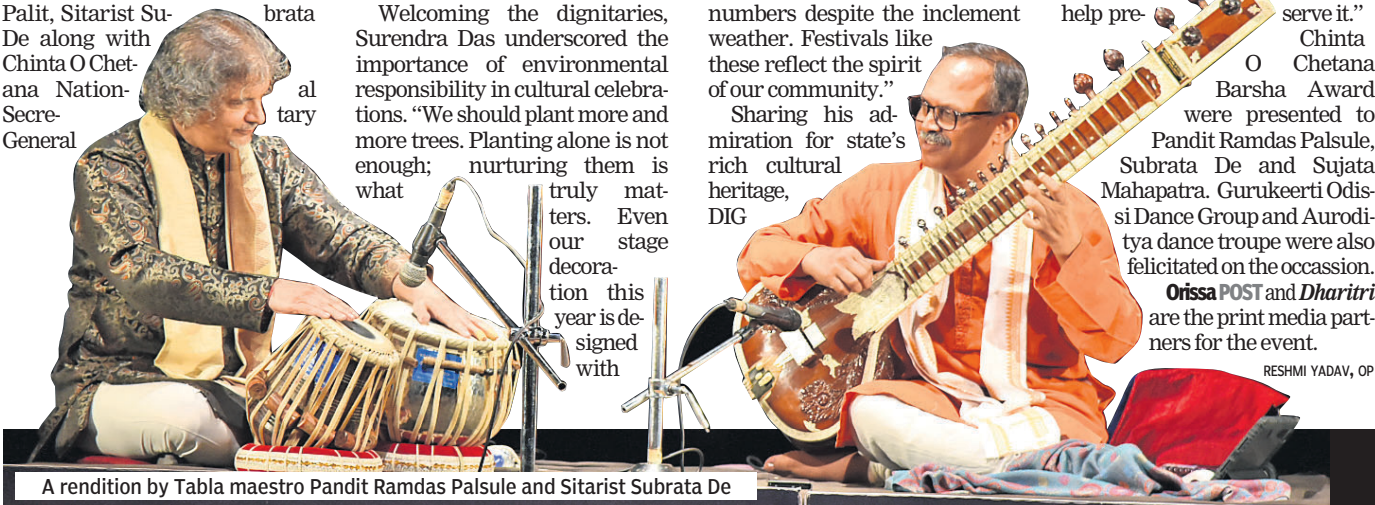 Palit, Sitarist Su- brata
De along with
Chinta O Chet-
ana Nation- al
Secre- tary
General
Welcoming the dignitaries,
Surendra Das underscored the
importance of environmental
responsibility in cultural celebra-
tions. “We should plant more and
more trees. Planting alone is not
enough; nurturing them is
what truly mat-
ters. Even
our stage
decora-
tion this
year is de-
signed
with
numbers despite the inclement
weather. Festivals like
these reflect the spirit
of our community.”
Sharing his ad-
miration for state’s
rich cultural
heritage,
DIG
help pre- serve it.”
Chinta
O Chetana
Barsha Award
were presented to
Pandit Ramdas Palsule,
Subrata De and Sujata
Mahapatra. Gurukeerti Odis-
si Dance Group and Aurodi-
tya dance troupe were also
felicitated on the occassion.
Orissa POST and Dharitri
are the print media part-
ners for the event.
RESHMI YADAV, OP
A rendition by Tabla maestro Pandit Ramdas Palsule and Sitarist Subrata De